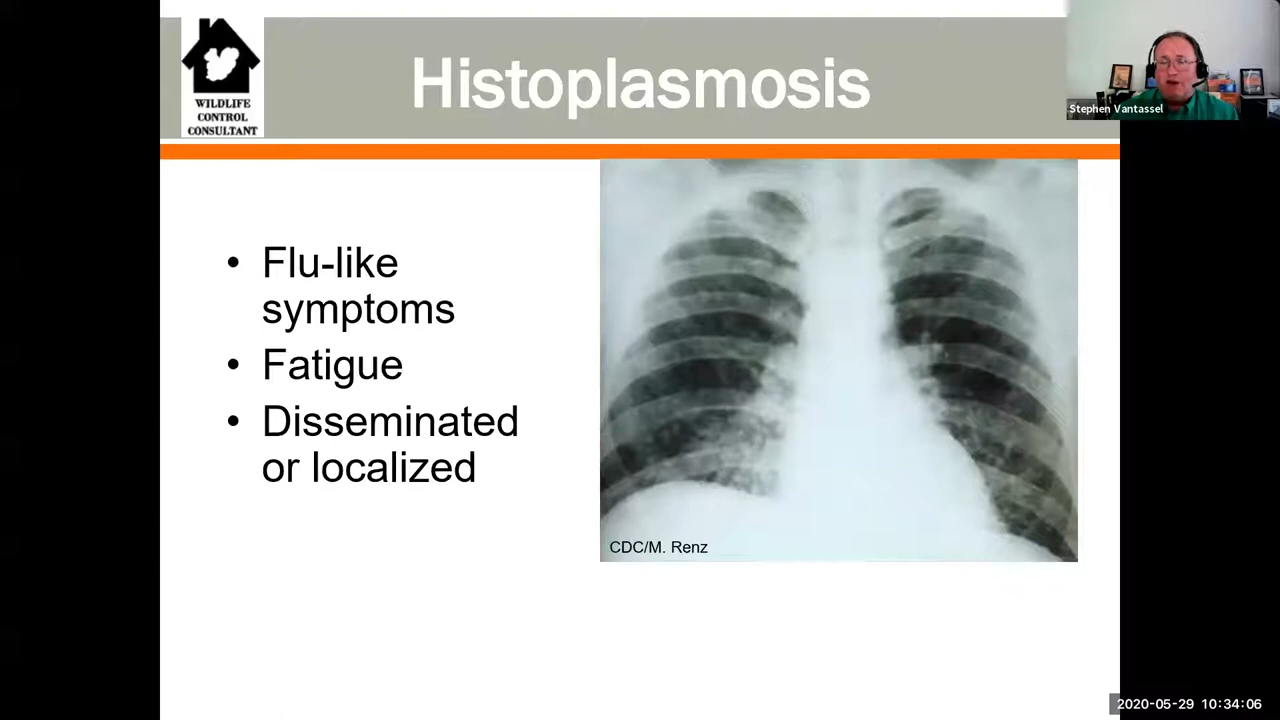 WILDLIFE
CONTROL
CONSULTANT
Histoplasmosis
Stephen Vantassel
• Flu-like
symptoms
• Fatigue
• Disseminated
or localized
CDC/M. Renz
2020-05-29 10:34:06